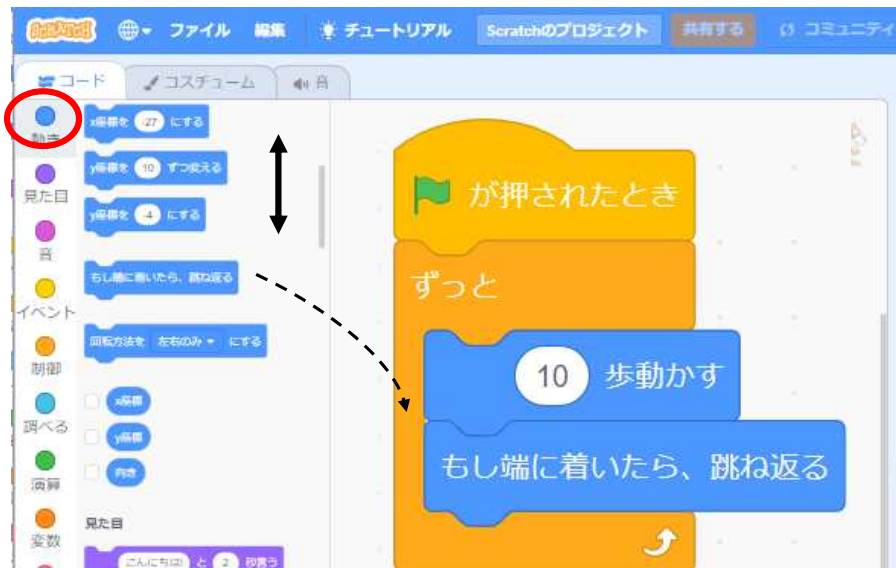 SCRATCH ファイル 編集 チュートリアル Scratchのプロジェクト 共有する コミュニティ
コード コスチューム 音
動き
見た目
音
イベント
制御
調べる
演算
変数
x座標を -27 にする
y座標を 10 ずつ変える
y座標を -4 にする
もし端に着いたら、跳ね返る
回転方法を 左右のみ にする
x座標
y座標
向き
見た目
こんにちは! と 2 秒言う
が押されたとき
ずっと
10 歩動かす
もし端に着いたら、跳ね返る